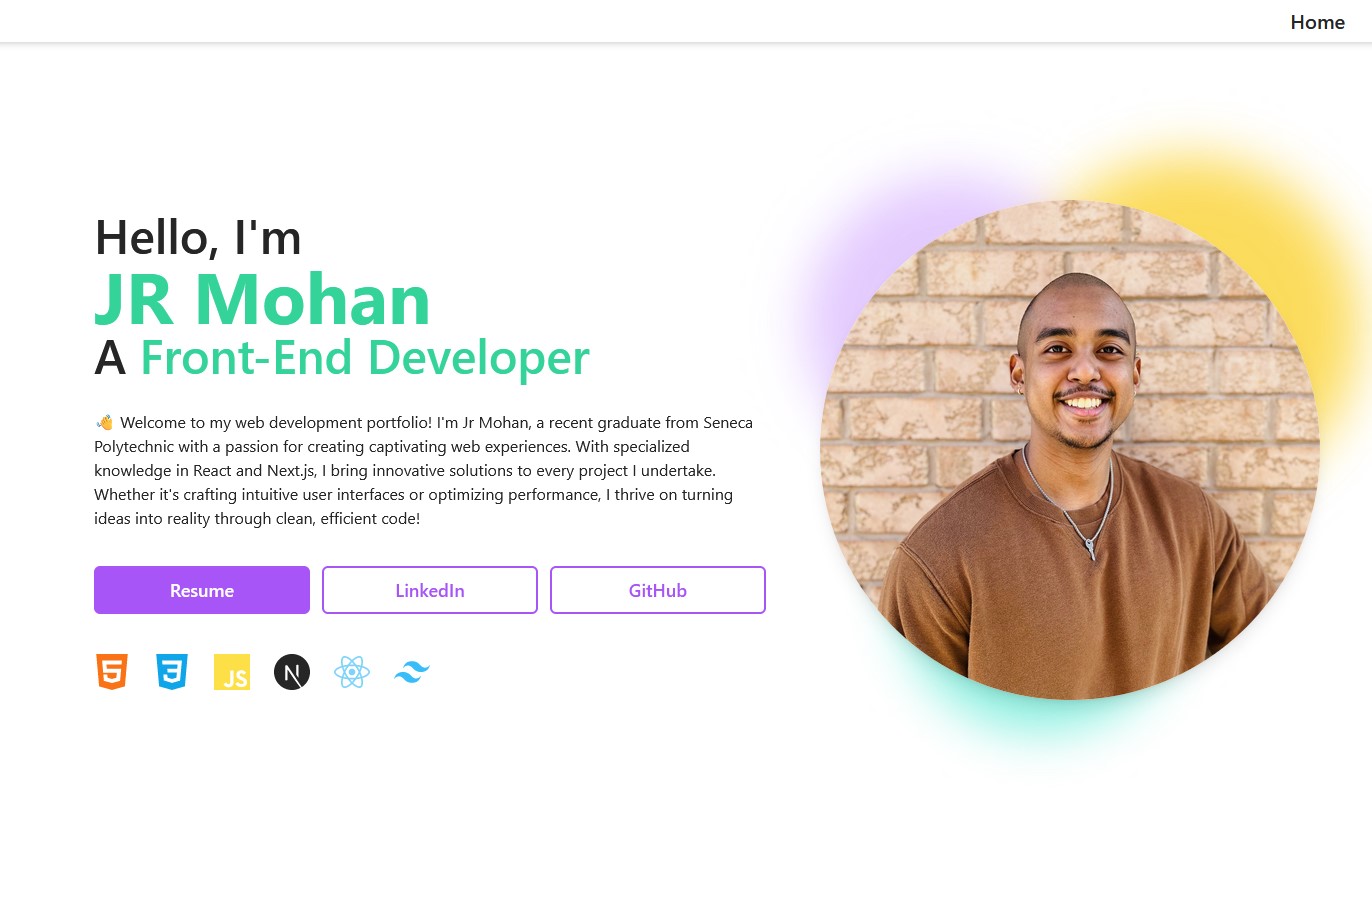 Home
Hello, I'm
JR Mohan
A Front-End Developer
👋 Welcome to my web development portfolio! I'm Jr Mohan, a recent graduate from Seneca
Polytechnic with a passion for creating captivating web experiences. With specialized
knowledge in React and Next.js, I bring innovative solutions to every project I undertake.
Whether it's crafting intuitive user interfaces or optimizing performance, I thrive on turning
ideas into reality through clean, efficient code!
Resume LinkedIn GitHub
5 3 JS N